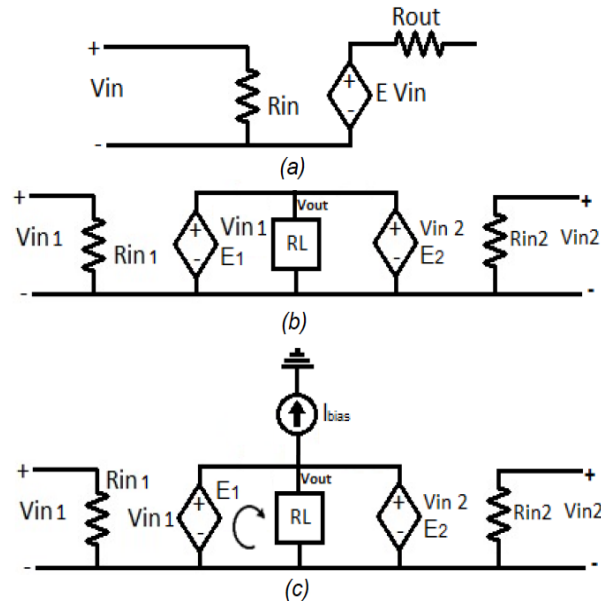 Rout
+
Vin
Rin
+
-
E Vin
-
(a)
+
Vin 1
Rin 1
-
+
-
Vin 1
E1
Vout
RL
+
-
Vin 2
E2
Rin2
+
Vin2
-
(b)
Ibias
+
Vin 1
Rin 1
-
Vin 1
+
-
E1
Vout
RL
+
-
Vin 2
E2
Rin2
+
Vin2
-
(c)